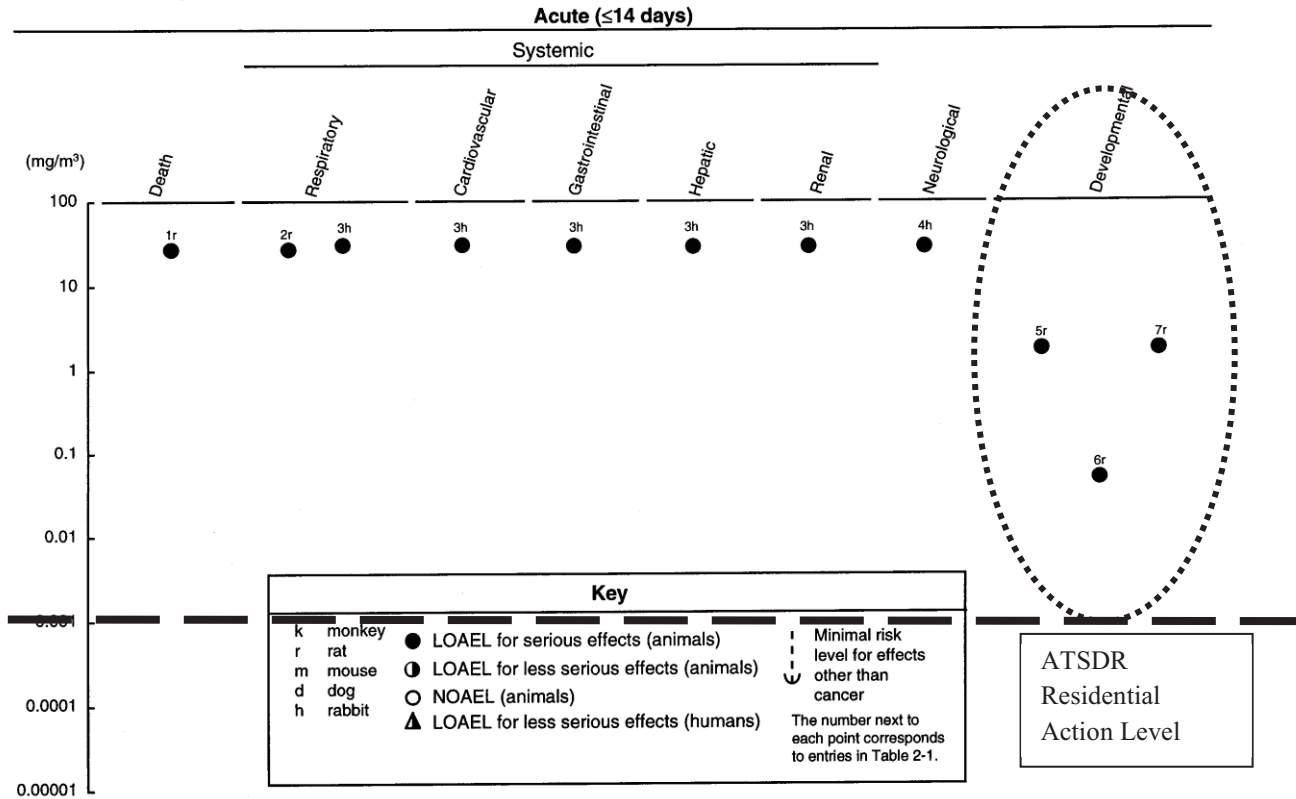 Acute (≤14 days)
Systemic
(mg/m³)
Death
Respiratory
Cardiovascular
Gastrointestinal
Hepatic
Renal
Neurological
Developmental
100
10
1
0.1
0.01
0.001
0.0001
0.00001
1r
2r
3h
3h
3h
3h
3h
4h
5r
7r
6r
Key
k monkey
r rat
m mouse
d dog
h rabbit
LOAEL for serious effects (animals)
LOAEL for less serious effects (animals)
NOAEL (animals)
LOAEL for less serious effects (humans)
Minimal risk
level for effects
other than
cancer
The number next to
each point corresponds
to entries in Table 2-1.
ATSDR
Residential
Action Level